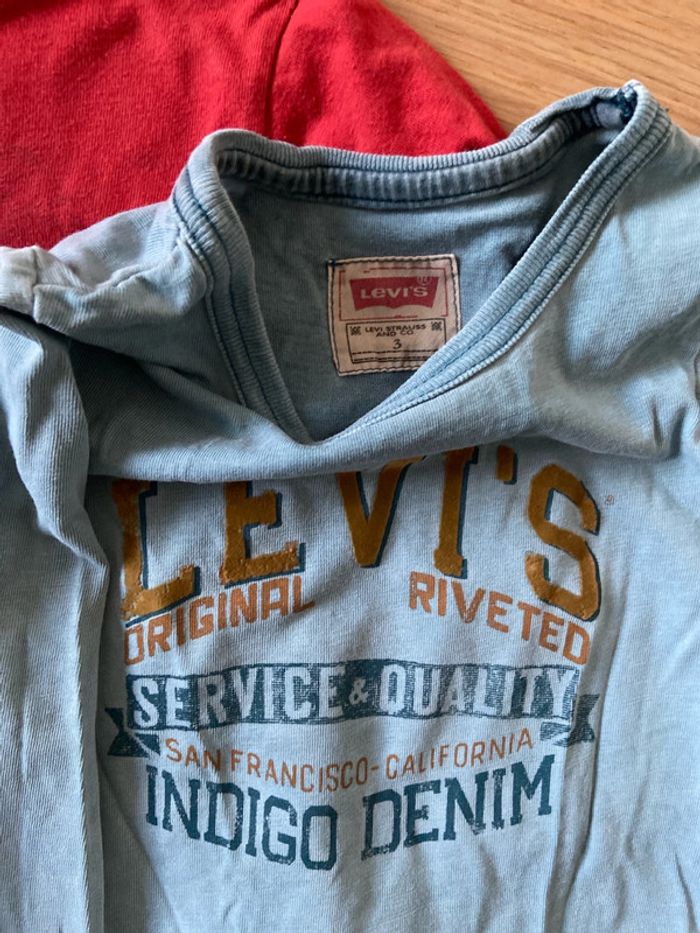 LEVI'S
LEVI STRAUSS
AND CO
3
LEVI'S
ORIGINAL RIVETED
SERVICE & QUALITY
SAN FRANCISCO-CALIFORNIA
INDIGO DENIM